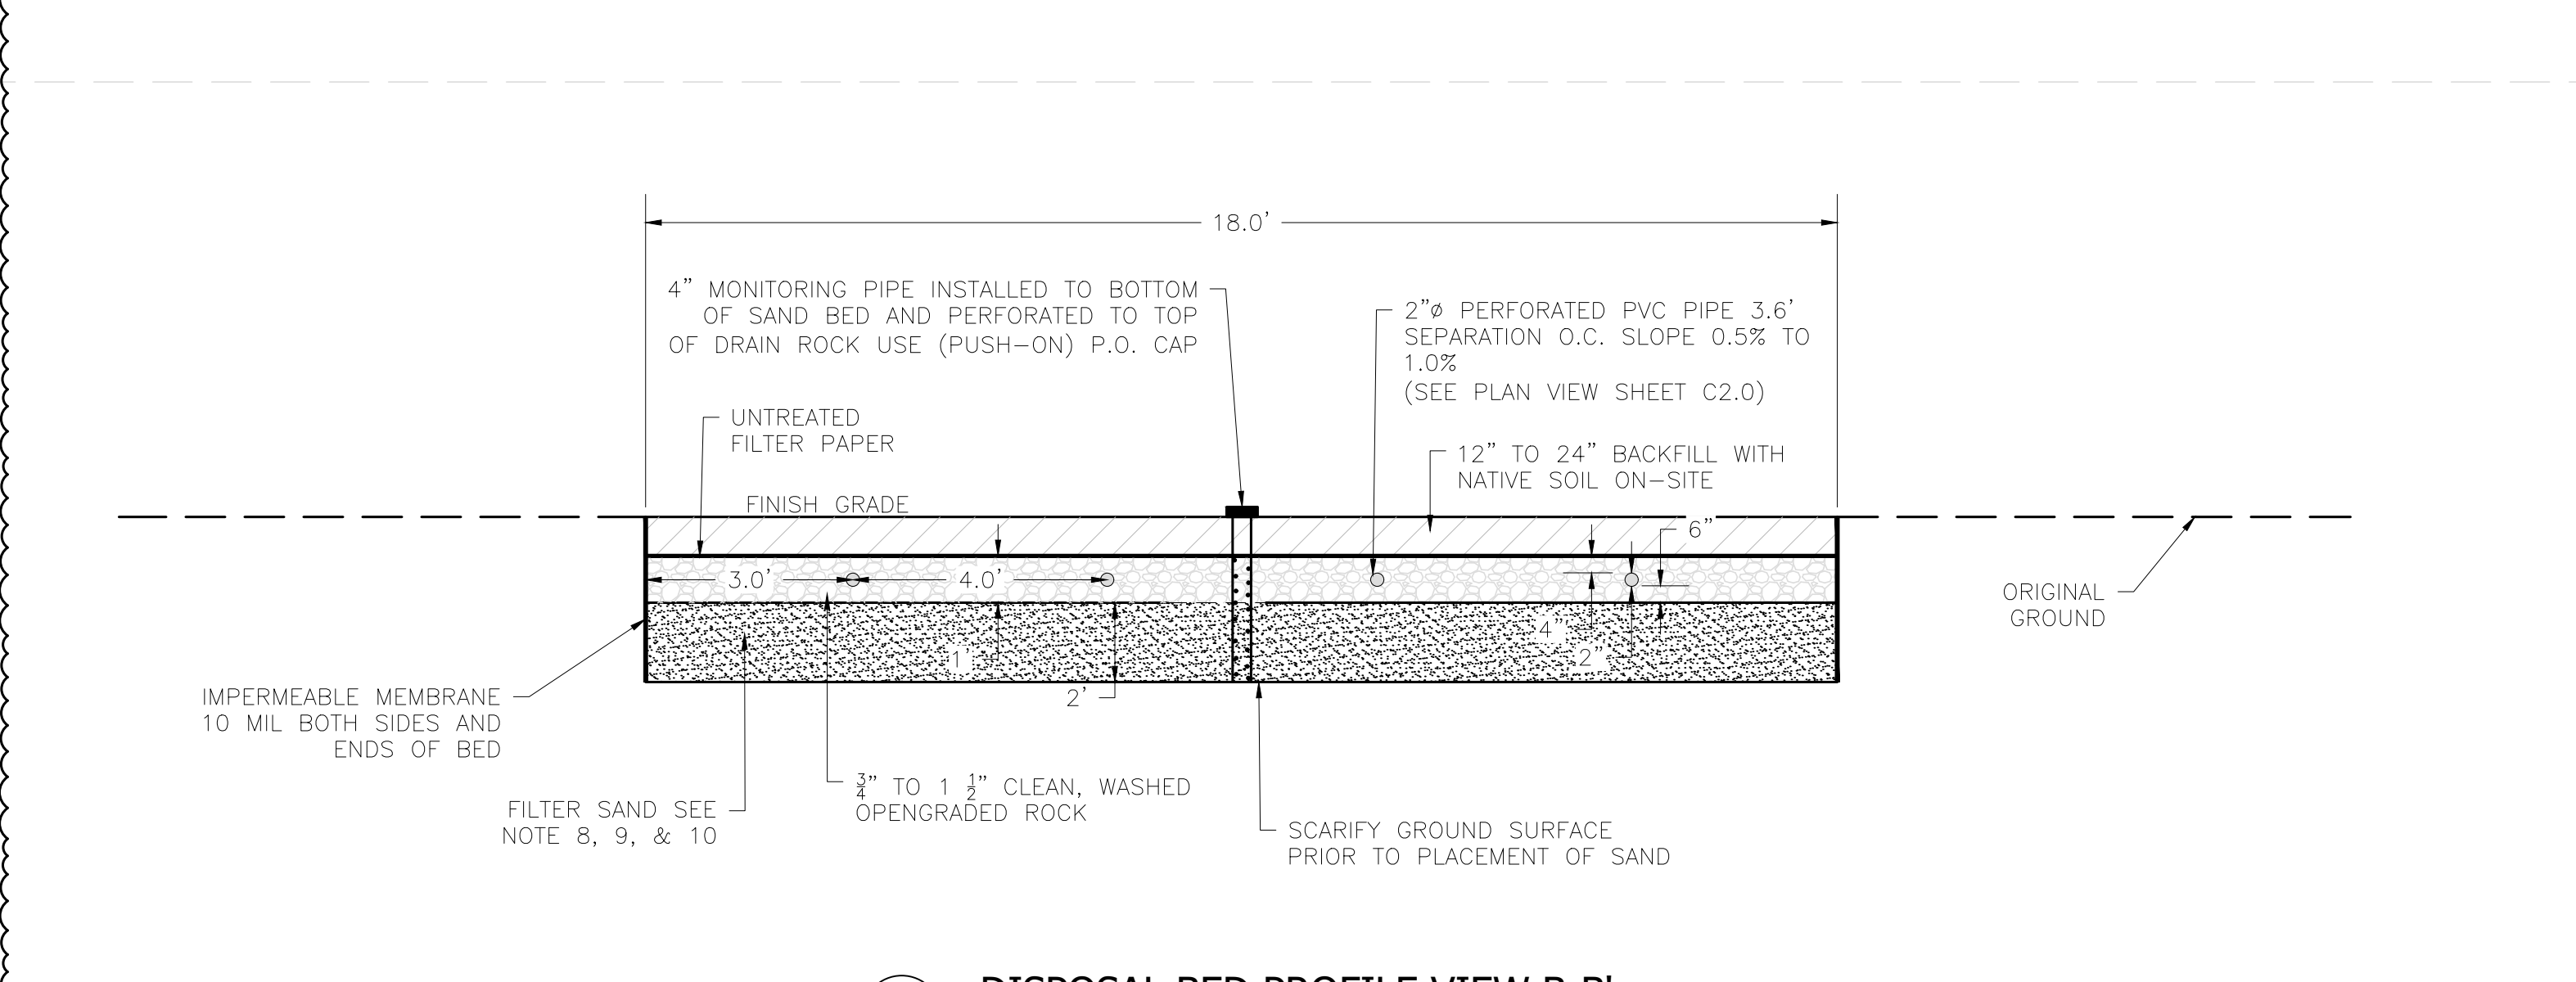 18.0'
4” MONITORING PIPE INSTALLED TO BOTTOM
OF SAND BED AND PERFORATED TO TOP
OF DRAIN ROCK USE (PUSH-ON) P.O. CAP
2”ø PERFORATED PVC PIPE 3.6'
SEPARATION O.C. SLOPE 0.5% TO
1.0%
(SEE PLAN VIEW SHEET C2.0)
UNTREATED
FILTER PAPER
12” TO 24” BACKFILL WITH
NATIVE SOIL ON-SITE
FINISH GRADE
6”
3.0'
4.0'
ORIGINAL
GROUND
4”
2”
1'
2'
IMPERMEABLE MEMBRANE
10 MIL BOTH SIDES AND
ENDS OF BED
¾” TO 1 ½” CLEAN, WASHED
OPENGRADED ROCK
FILTER SAND SEE
NOTE 8, 9, & 10
SCARIFY GROUND SURFACE
PRIOR TO PLACEMENT OF SAND
DISPOSAL BED PROFILE VIEW B-B'